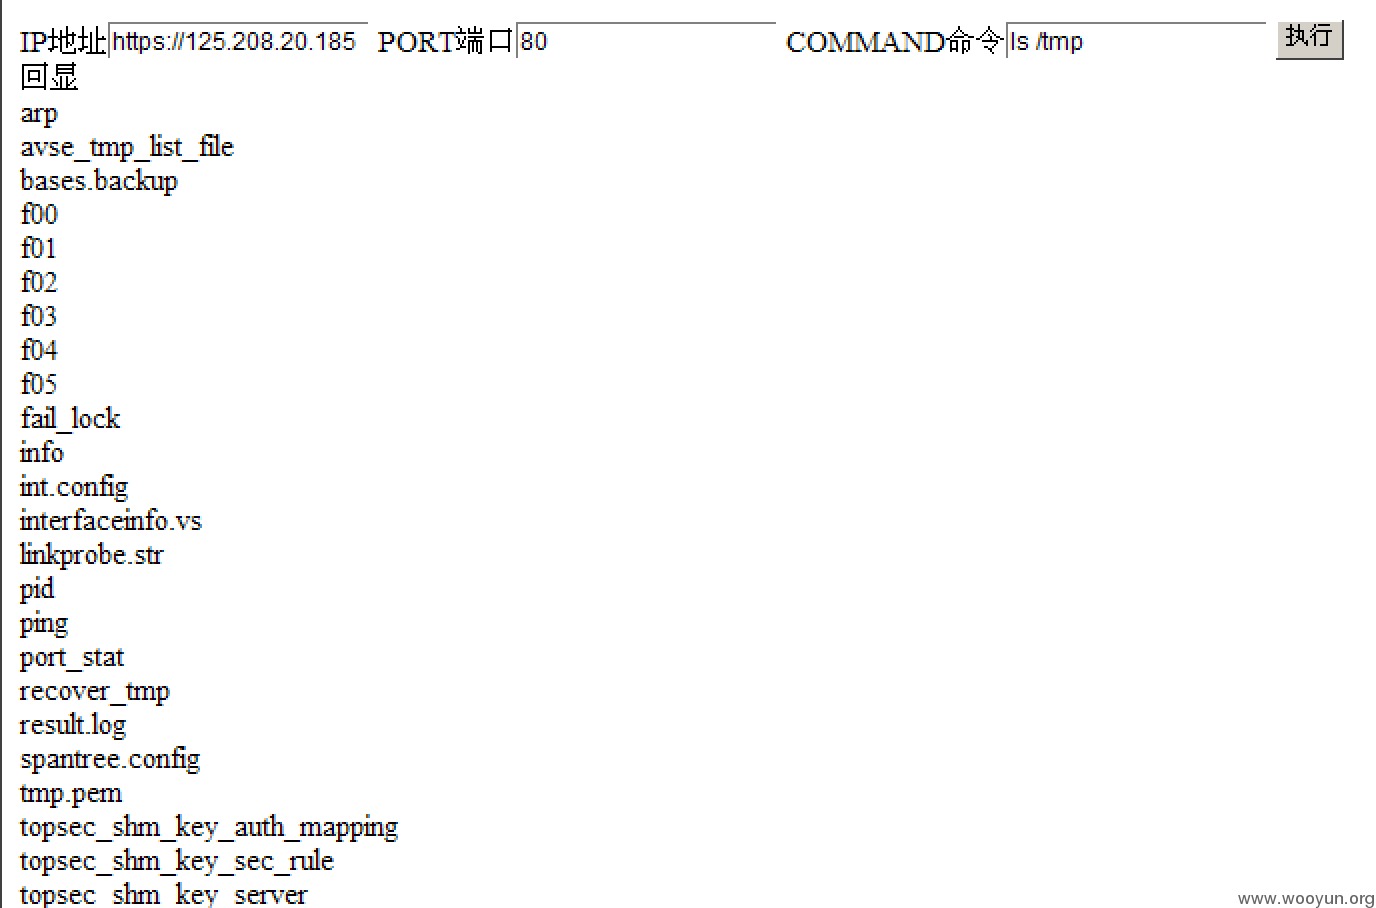 IP地址 https://125.208.20.185 PORT端口 80 COMMAND命令 ls /tmp 执行
回显
arp
avse_tmp_list_file
bases.backup
f00
f01
f02
f03
f04
f05
fail_lock
info
int.config
interfaceinfo.vs
linkprobe.str
pid
ping
port_stat
recover_tmp
result.log
spantree.config
tmp.pem
topsec_shm_key_auth_mapping
topsec_shm_key_sec_rule
topsec_shm_key_server
www.wooyun.org